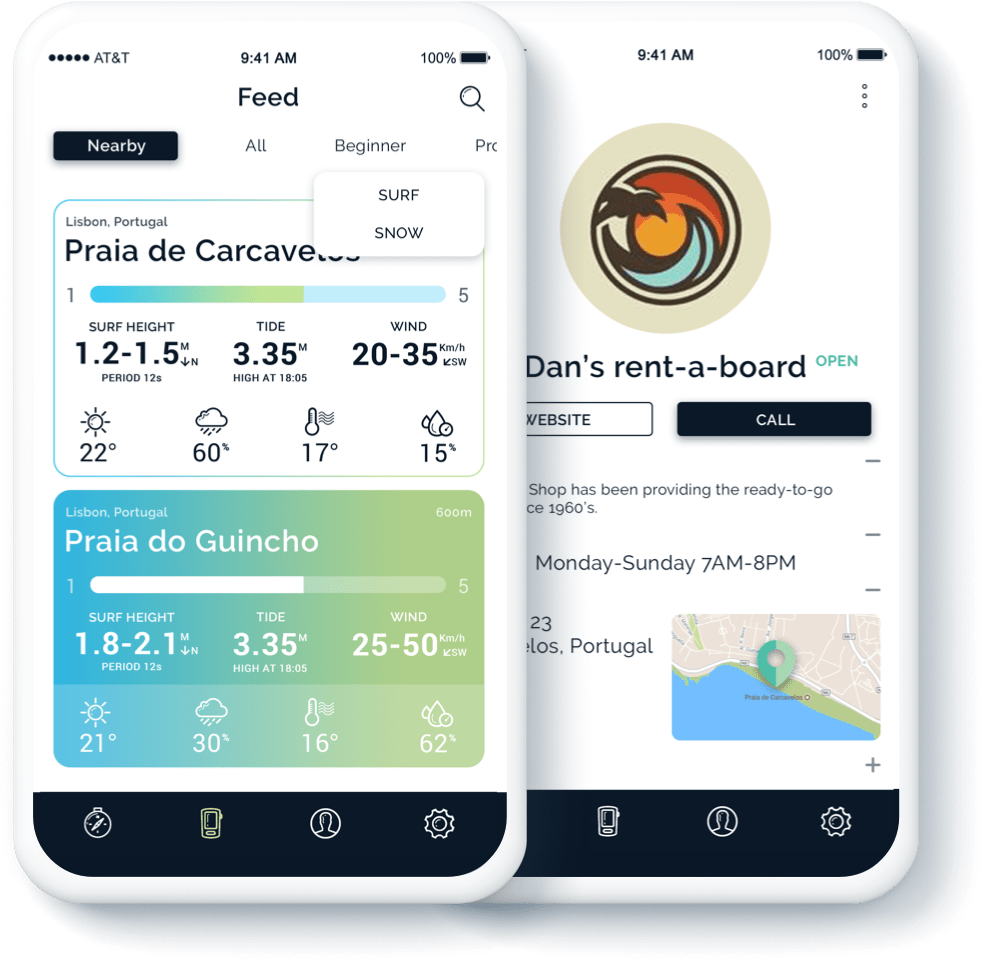 AT&T 9:41 AM 100%
Feed
Nearby All Beginner Pro
SURF
SNOW
Lisbon, Portugal
Praia de Carcavelos
1 5
SURF HEIGHT TIDE WIND
1.2-1.5 M N 3.35 M 20-35 Km/h SW
PERIOD 12s HIGH AT 18:05
22° 60% 17° 15%
Lisbon, Portugal 600m
Praia do Guincho
1 5
SURF HEIGHT TIDE WIND
1.8-2.1 M N 3.35 M 25-50 Km/h SW
PERIOD 12s HIGH AT 18:05
21° 30% 16° 62%
9:41 AM 100%
Dan's rent-a-board OPEN
WEBSITE CALL
Shop has been providing the ready-to-go
ce 1960's.
Monday-Sunday 7AM-8PM
23
elos, Portugal
Praia de Carcavelos